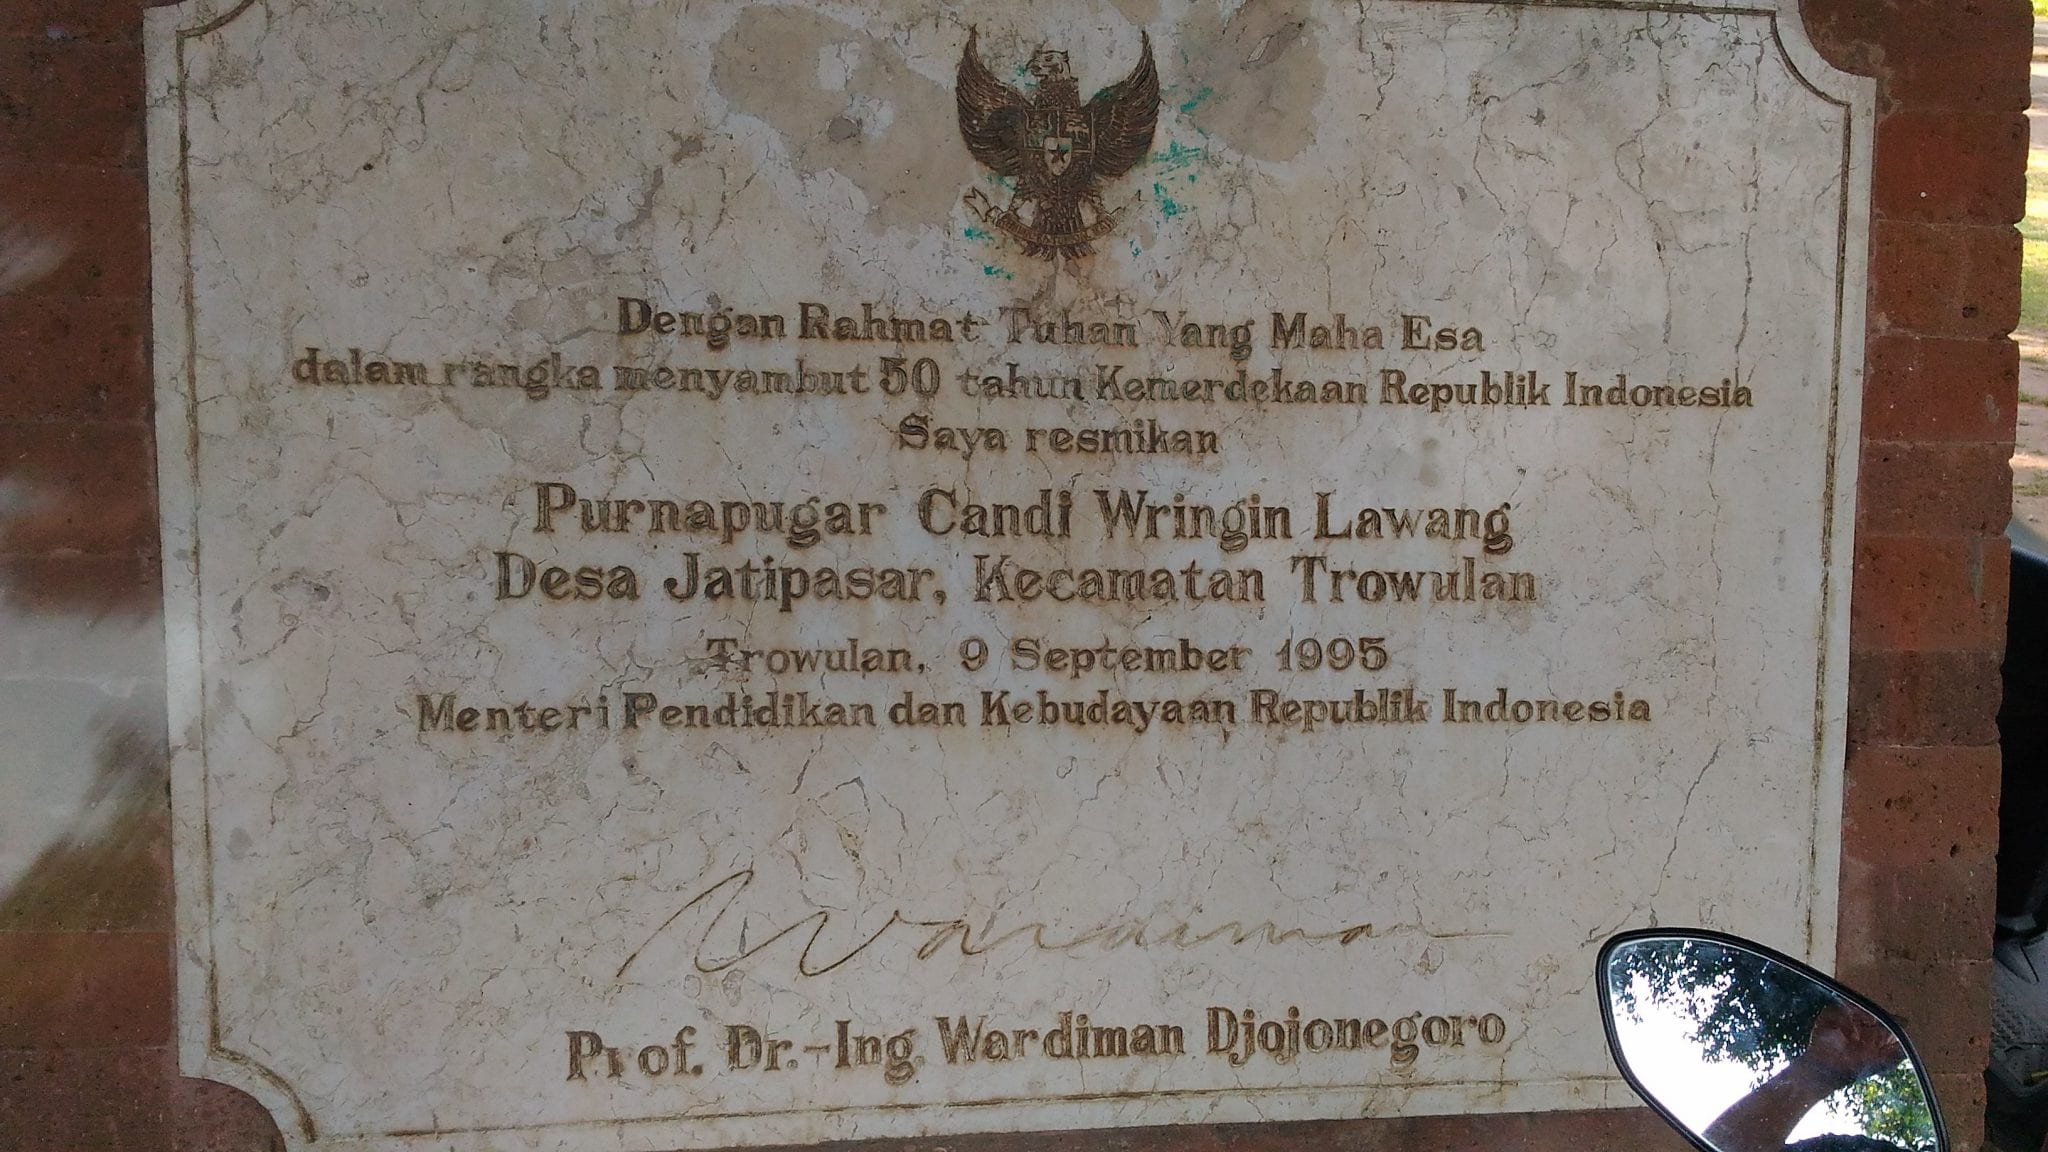 Dengan Rahmat Tuhan Yang Maha Esa
dalam rangka menyambut 50 tahun Kemerdekaan Republik Indonesia
Saya resmikan
Purnapugar Candi Wringin Lawang
Desa Jatipasar, Kecamatan Trowulan
Trowulan, 9 September 1995
Menteri Pendidikan dan Kebudayaan Republik Indonesia
Wardiman
Prof. Dr.-Ing. Wardiman Djojonegoro